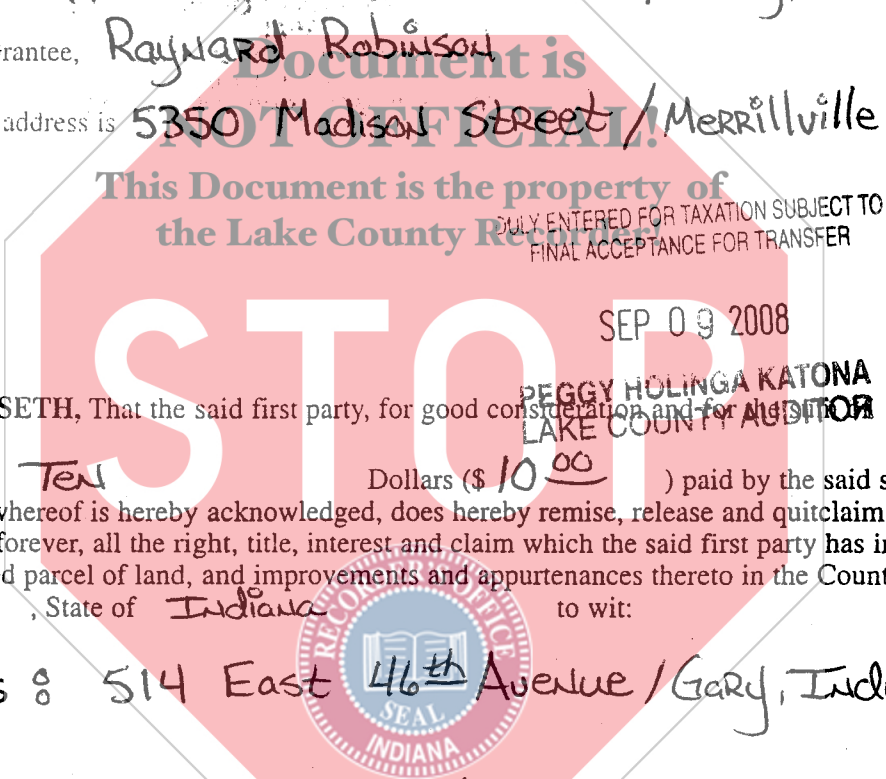 rantee, Raynard Robinson
Document is
address is 5350 Madison Street / Merrillville
NOT OFFICIAL!
This Document is the property of
the Lake County Recorder!
DULY ENTERED FOR TAXATION SUBJECT TO
FINAL ACCEPTANCE FOR TRANSFER
SEP 09 2008
STOP
PEGGY HOLINGA KATONA
LAKE COUNTY AUDITOR
SETH, That the said first party, for good consideration and for the sum of
Ten Dollars ($ 10 00 ) paid by the said s
whereof is hereby acknowledged, does hereby remise, release and quitclaim
forever, all the right, title, interest and claim which the said first party has in
d parcel of land, and improvements and appurtenances thereto in the Count
, State of Indiana to wit:
RECORDER'S OFFICE
s : 514 East 46th Avenue / Gary, Indi
SEAL
INDIANA